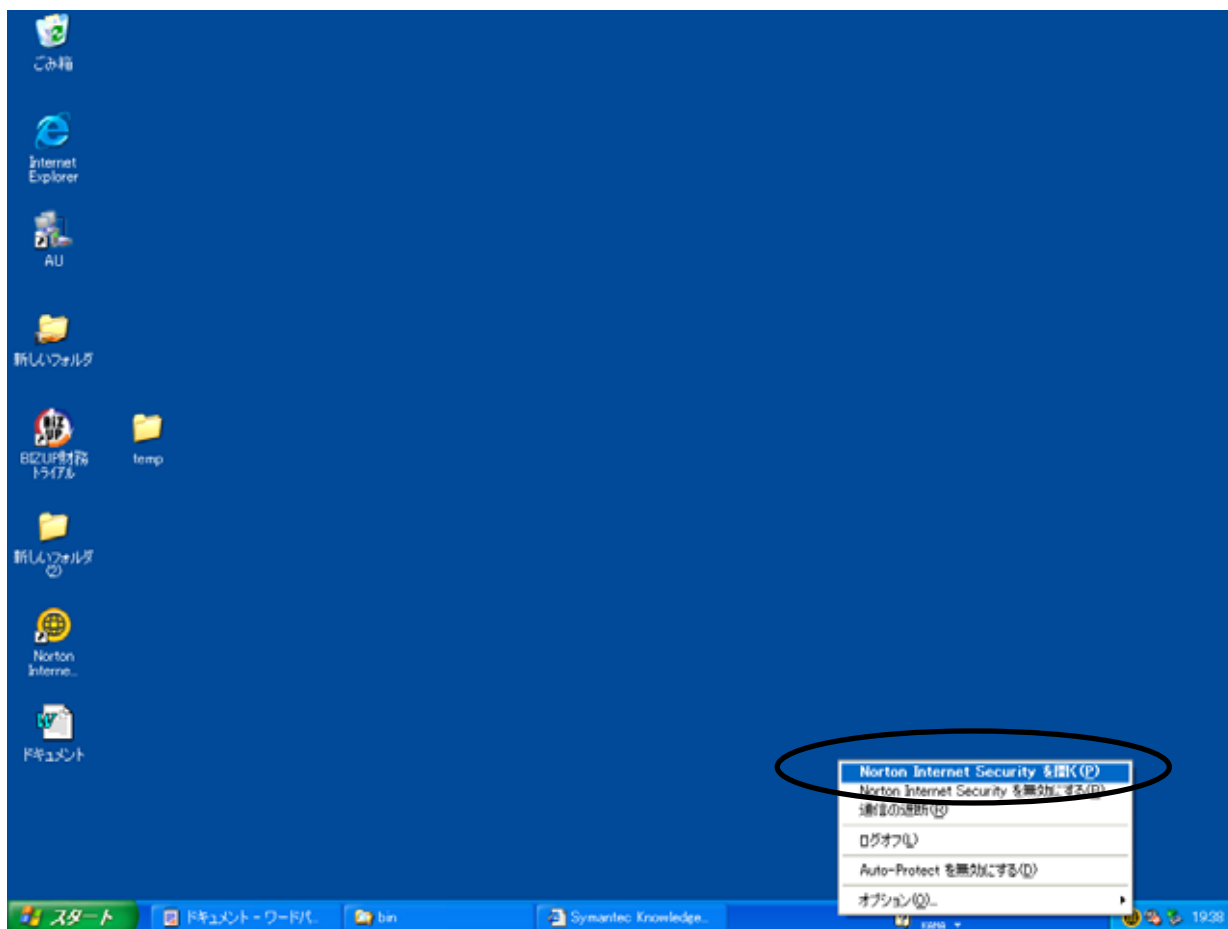 ごみ箱
Internet
Explorer
AU
新しいフォルダ
BIZ
UP
BIZUP財務
トライアル
temp
新しいフォルダ
(2)
Norton
Interne...
ドキュメント
Norton Internet Security を開く(P)
Norton Internet Security を無効にする(R)
通信の遮断(B)
ログオフ(L)
Auto-Protect を無効にする(D)
オプション(O)...
スタート
ドキュメント - ワードパ...
bin
Symantec Knowledge...
KANA
19:38